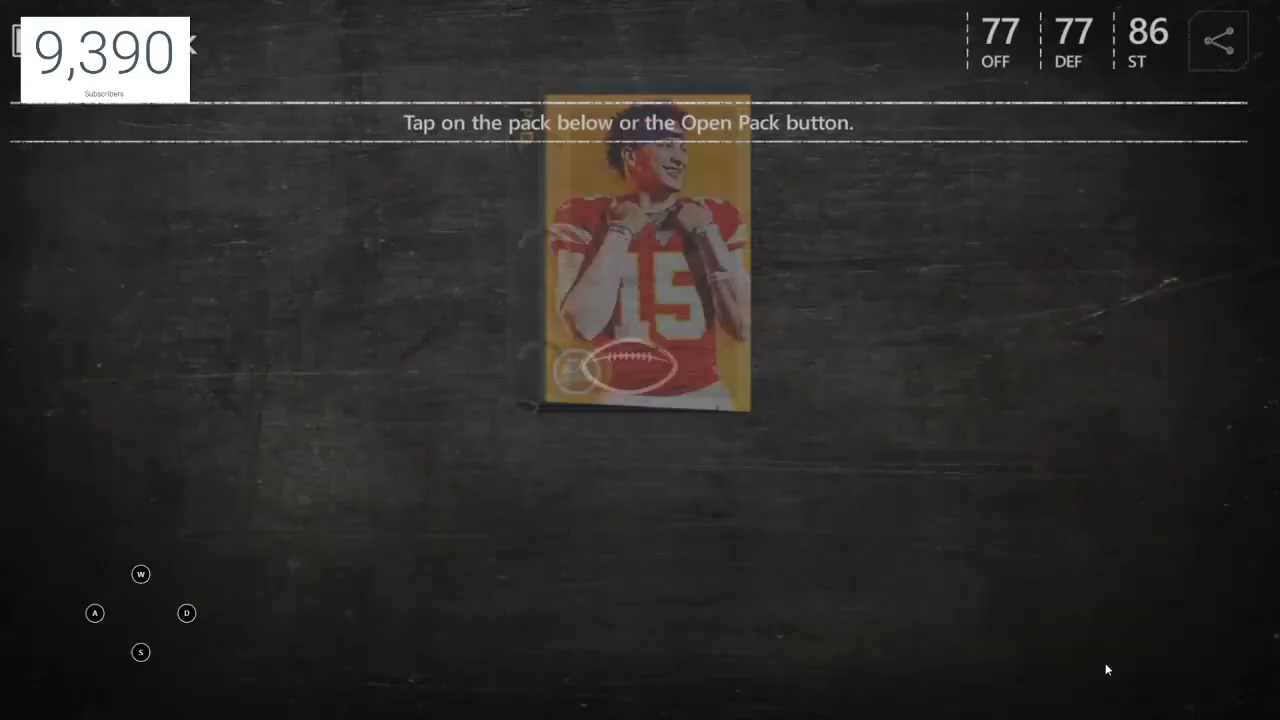 9,390
Subscribers
k
77
OFF
77
DEF
86
ST
Tap on the pack below or the Open Pack button.
15
W
A
D
S